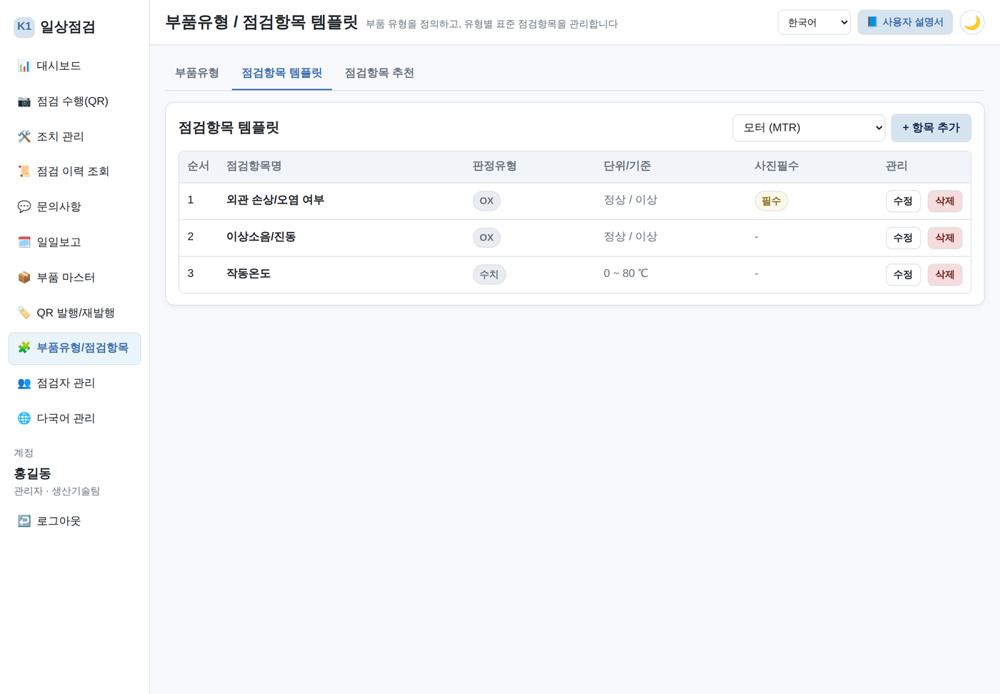 K1 일상점검
대시보드
점검 수행(QR)
조치 관리
점검 이력 조회
문의사항
일일보고
부품 마스터
QR 발행/재발행
부품유형/점검항목
점검자 관리
다국어 관리
계정
홍길동
관리자 · 생산기술팀
로그아웃
부품유형 / 점검항목 템플릿 부품 유형을 정의하고, 유형별 표준 점검항목을 관리합니다
한국어 사용자 설명서
부품유형 점검항목 템플릿 점검항목 추천
점검항목 템플릿 모터 (MTR) + 항목 추가
순서 점검항목명 판정유형 단위/기준 사진필수 관리
1 외관 손상/오염 여부 OX 정상 / 이상 필수 수정 삭제
2 이상소음/진동 OX 정상 / 이상 - 수정 삭제
3 작동온도 수치 0 ~ 80 ℃ - 수정 삭제